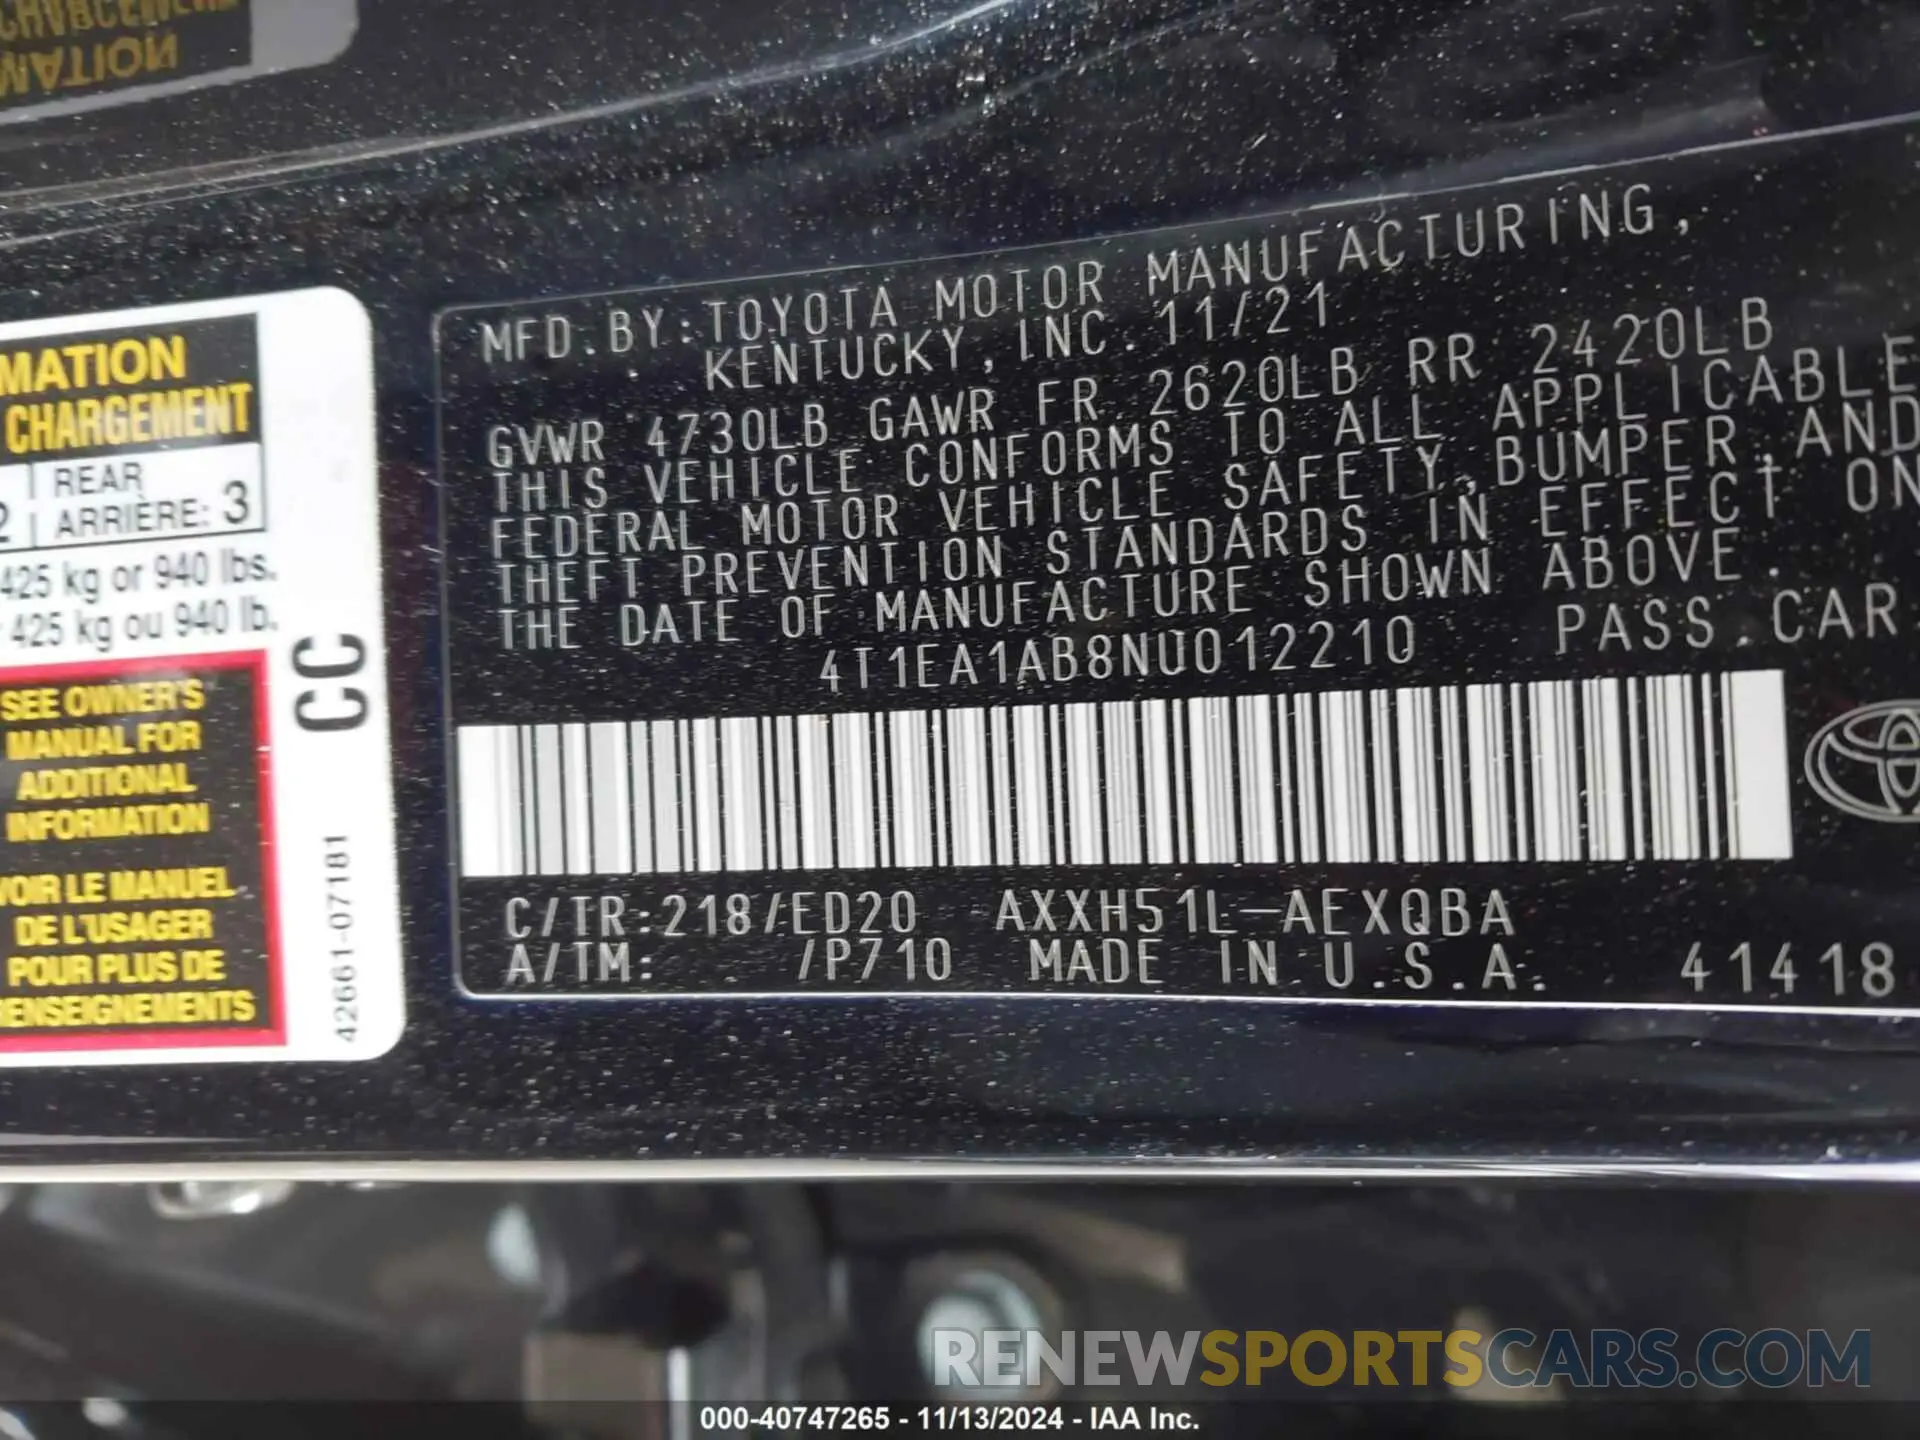 MATION
MATION
CHARGEMENT
2 REAR
ARRIÈRE: 3
425 kg or 940 lbs.
425 kg ou 940 lb.
SEE OWNER'S
MANUAL FOR
ADDITIONAL
INFORMATION
VOIR LE MANUEL
DE L'USAGER
POUR PLUS DE
RENSEIGNEMENTS
CC
42661-07181
MFD.BY:TOYOTA MOTOR MANUFACTURING,
KENTUCKY,INC. 11/21
GVWR 4730LB GAWR FR 2620LB RR 2420LB
THIS VEHICLE CONFORMS TO ALL APPLICABLE
FEDERAL MOTOR VEHICLE SAFETY,BUMPER,AND
THEFT PREVENTION STANDARDS IN EFFECT ON
THE DATE OF MANUFACTURE SHOWN ABOVE.
4T1EA1AB8NU012210 PASS.CAR
C/TR:218/ED20 AXXH51L-AEXQBA
A/TM: /P710 MADE IN U.S.A. 41418
RENEWSPORTSCARS.COM
000-40747265 - 11/13/2024 - IAA Inc.